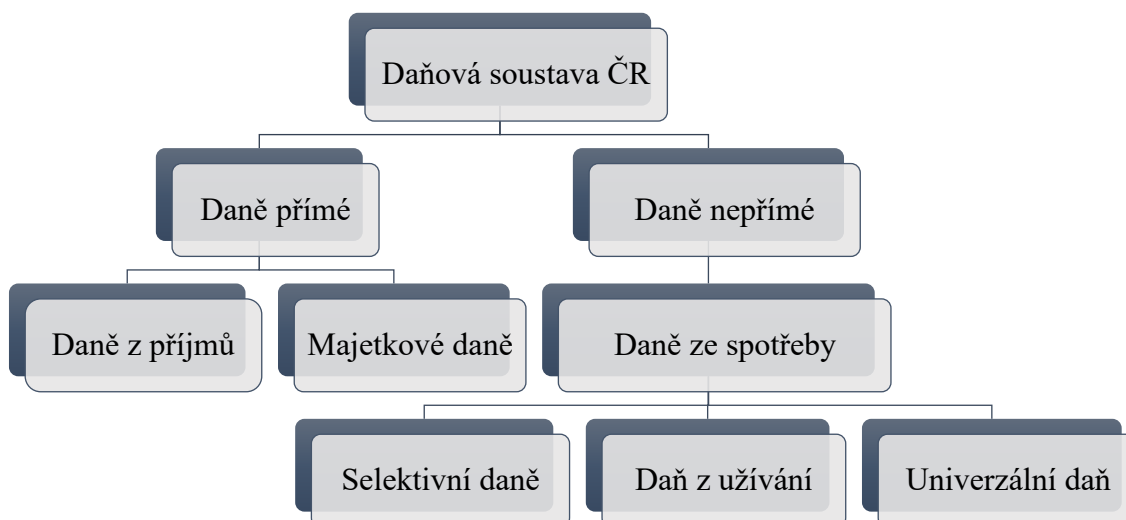 Daňová soustava ČR
Daně přímé
Daně nepřímé
Daně z příjmů
Majetkové daně
Daně ze spotřeby
Selektivní daně
Daň z užívání
Univerzální daň